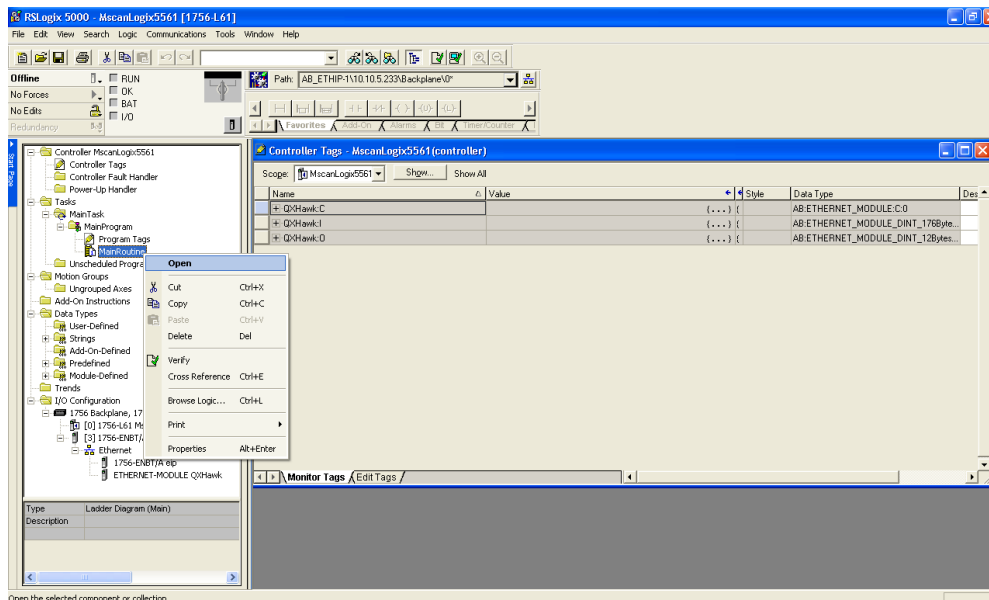 RSLogix 5000 - MscanLogix5561 [1756-L61]
File Edit View Search Logic Communications Tools Window Help
Offline
RUN
No Forces
OK
No Edits
BAT
I/O
Redundancy
Path: AB_ETHIP-1\10.10.5.233\Backplane\0*
Favorites Add-On Alarms Bit Timer/Counter
Start Page
Controller MscanLogix5561
Controller Tags
Controller Fault Handler
Power-Up Handler
Tasks
MainTask
MainProgram
Program Tags
MainRoutine
Unscheduled Progra
Motion Groups
Ungrouped Axes
Add-On Instructions
Data Types
User-Defined
Strings
Add-On-Defined
Predefined
Module-Defined
Trends
I/O Configuration
1756 Backplane, 17
[0] 1756-L61 Ms
[3] 1756-ENBT/
Ethernet
1756-ENBT/A eip
ETHERNET-MODULE QXHawk
Type Ladder Diagram (Main)
Description
Open
Cut Ctrl+X
Copy Ctrl+C
Paste Ctrl+V
Delete Del
Verify
Cross Reference Ctrl+E
Browse Logic... Ctrl+L
Print
Properties Alt+Enter
Controller Tags - MscanLogix5561(controller)
Scope: MscanLogix5561 Show... Show All
Name Value Style Data Type Des
+ QXHawk:C {...} { AB:ETHERNET_MODULE:C:0
+ QXHawk:I {...} { AB:ETHERNET_MODULE_DINT_176Byte...
+ QXHawk:O {...} { AB:ETHERNET_MODULE_DINT_12Bytes...
Monitor Tags Edit Tags
Open the selected component or collection